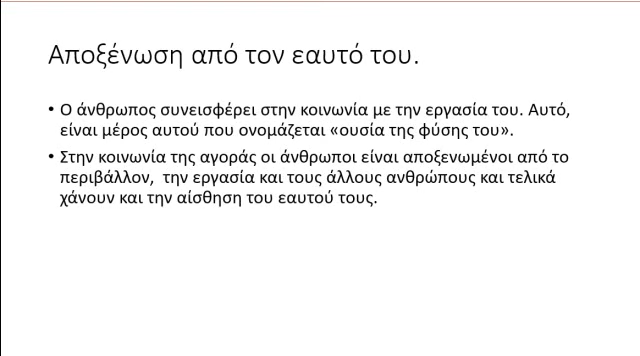 Αποξένωση από τον εαυτό του.
• Ο άνθρωπος συνεισφέρει στην κοινωνία με την εργασία του. Αυτό,
είναι μέρος αυτού που ονομάζεται «ουσία της φύσης του».
• Στην κοινωνία της αγοράς οι άνθρωποι είναι αποξενωμένοι από το
περιβάλλον, την εργασία και τους άλλους ανθρώπους και τελικά
χάνουν και την αίσθηση του εαυτού τους.